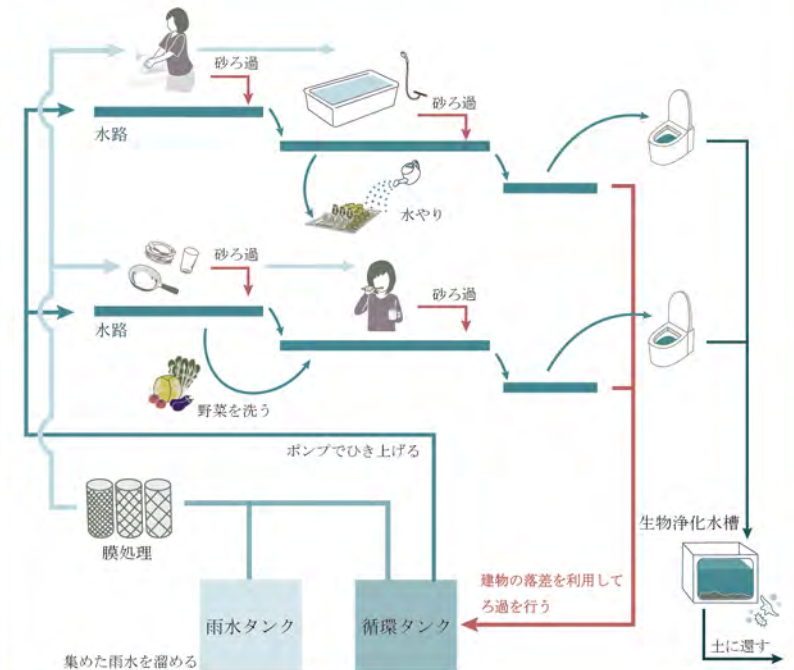 砂ろ過
砂ろ過
水路
水やり
砂ろ過
砂ろ過
水路
野菜を洗う
ポンプでひき上げる
膜処理
生物浄化水槽
建物の落差を利用して
ろ過を行う
雨水タンク
循環タンク
集めた雨水を溜める
土に還す